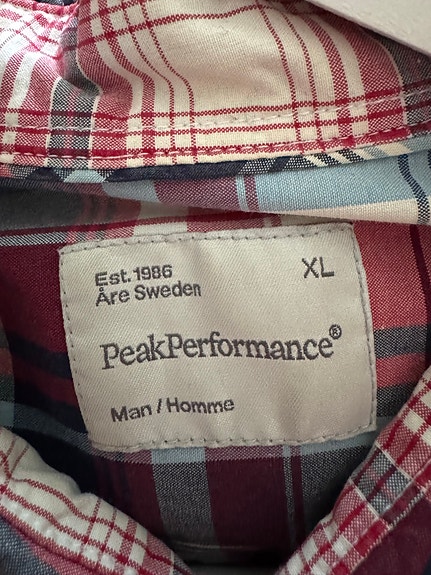 Est. 1986
Åre Sweden
XL
PeakPerformance®
Man / Homme